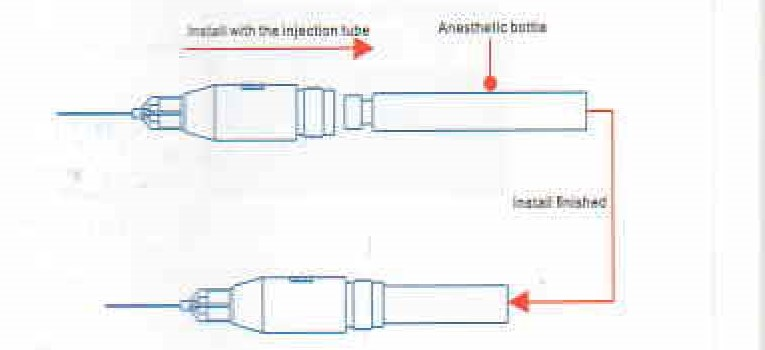 Install with the injection tube
Anesthetic bottle
Install finished